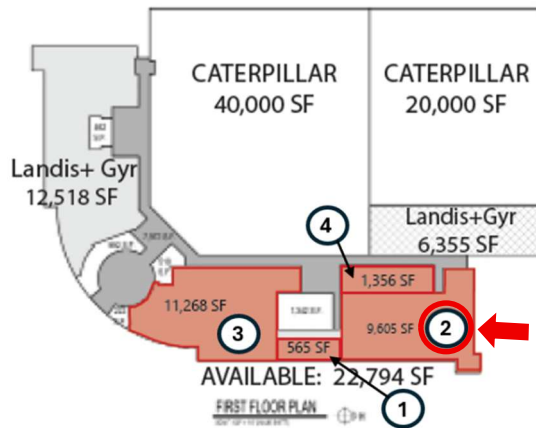 CATERPILLAR
40,000 SF
CATERPILLAR
20,000 SF
Landis+ Gyr
12,518 SF
Landis+Gyr
6,355 SF
4
1,356 SF
11,268 SF
9,605 SF
2
3
565 SF
AVAILABLE: 22,794 SF
1
FIRST FLOOR PLAN